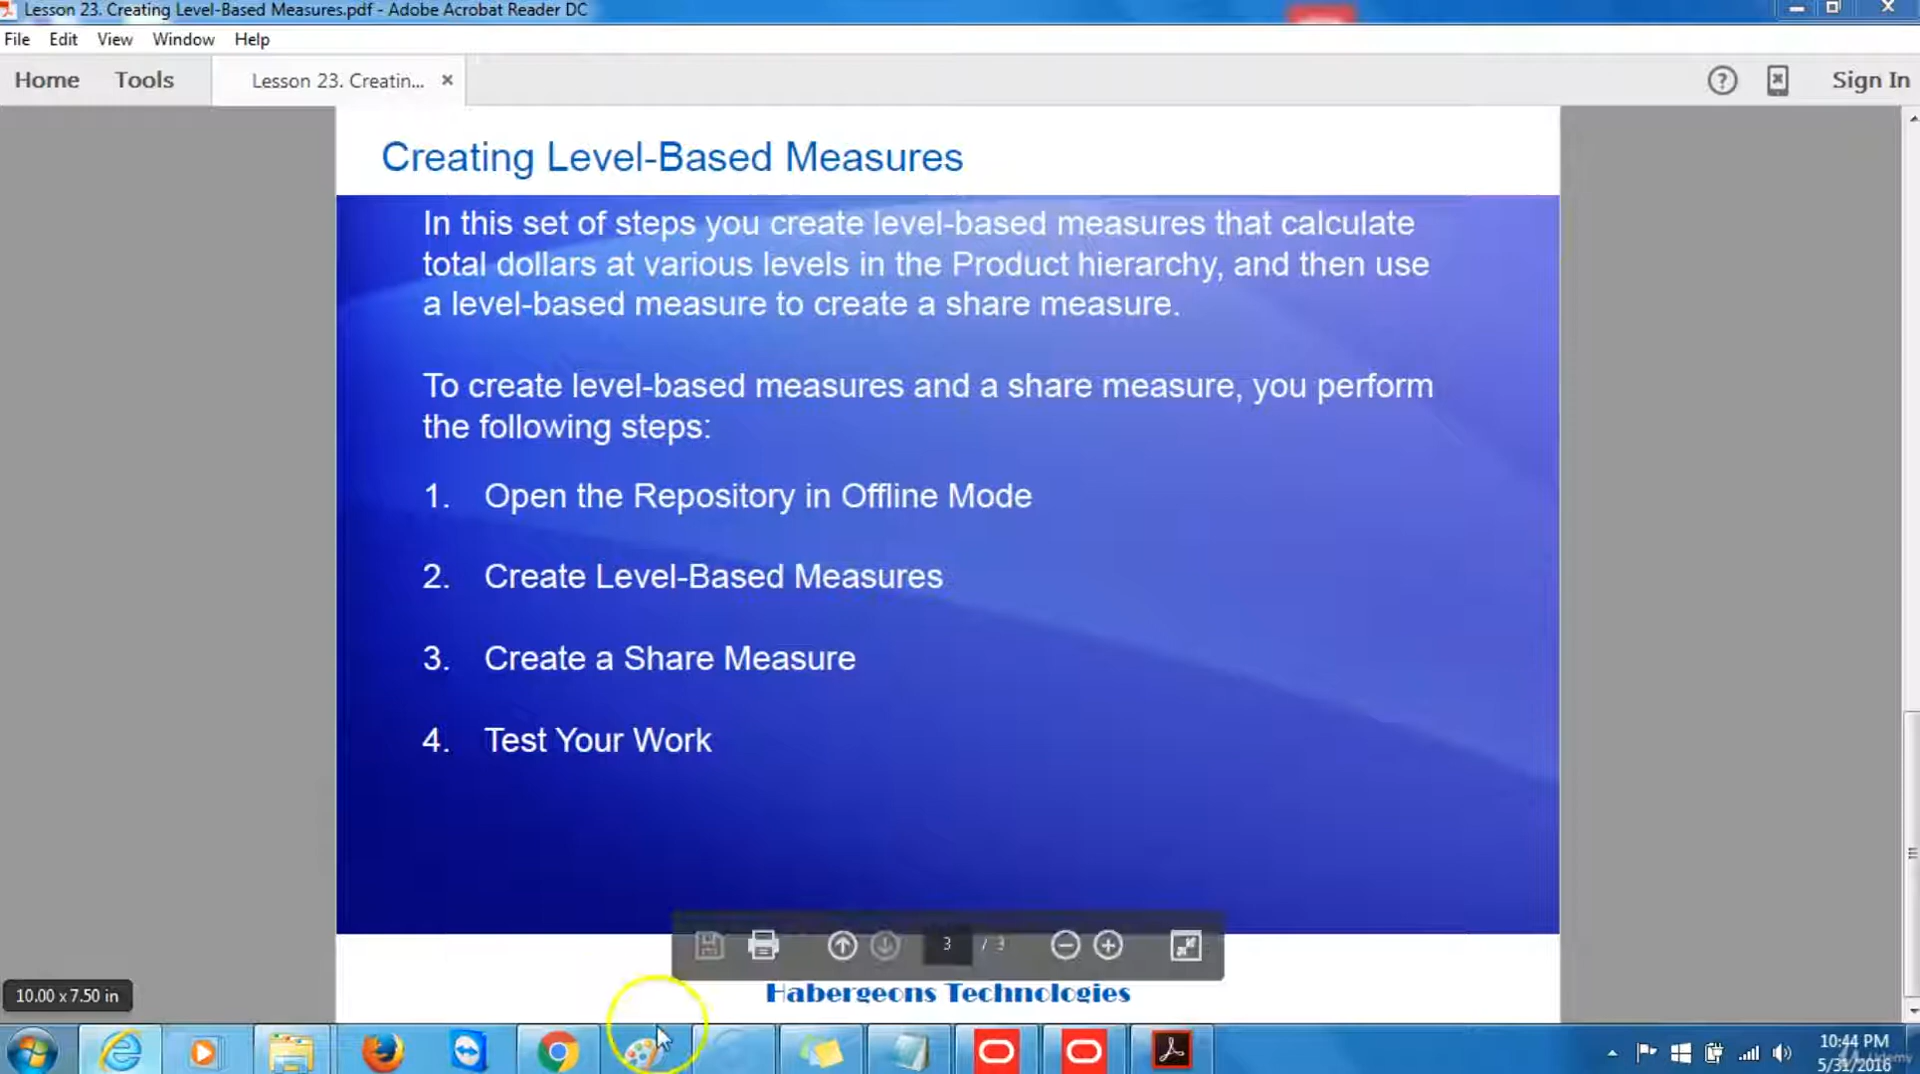 Lesson 23. Creating Level-Based Measures.pdf - Adobe Acrobat Reader DC
File Edit View Window Help
Home Tools Lesson 23. Creatin... × Sign In
Creating Level-Based Measures
In this set of steps you create level-based measures that calculate
total dollars at various levels in the Product hierarchy, and then use
a level-based measure to create a share measure.
To create level-based measures and a share measure, you perform
the following steps:
1. Open the Repository in Offline Mode
2. Create Level-Based Measures
3. Create a Share Measure
4. Test Your Work
3 / 3
10.00 x 7.50 in
Habergeons Technologies
10:44 PM
5/31/2016
Udemy